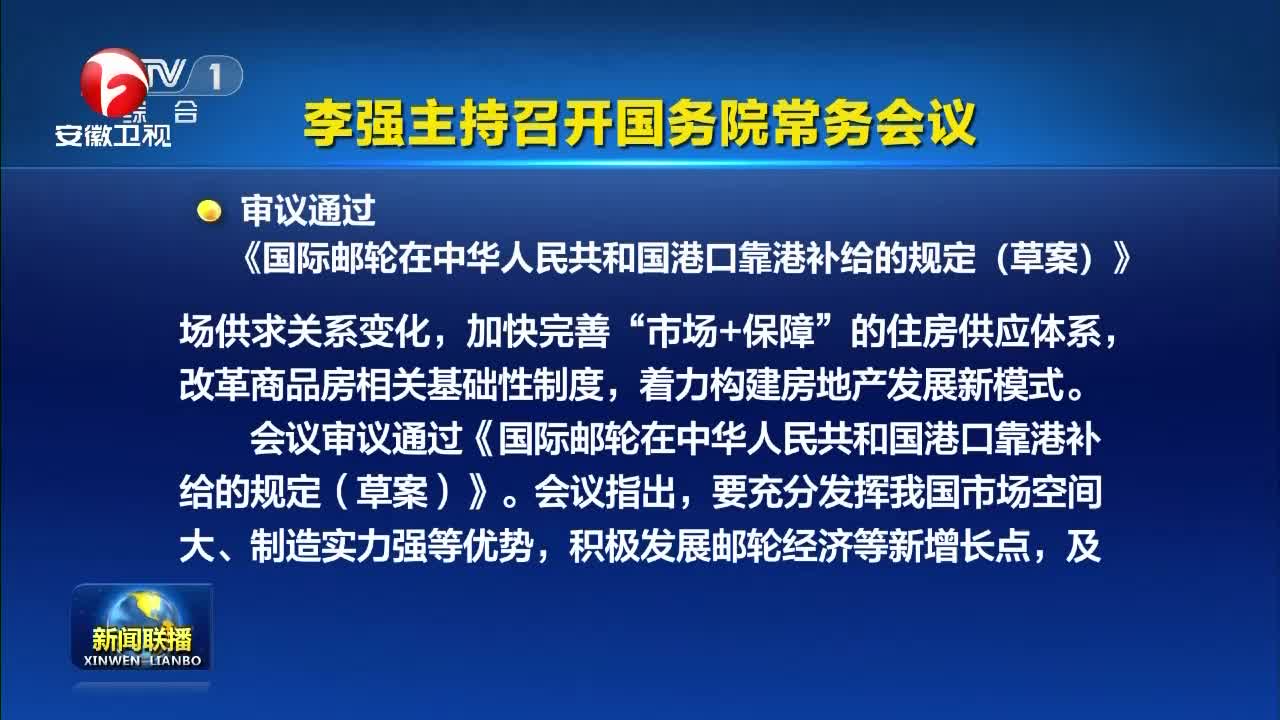 TV 1
综 合
安徽卫视
李强主持召开国务院常务会议
审议通过
《国际邮轮在中华人民共和国港口靠港补给的规定（草案）》
场供求关系变化，加快完善“市场+保障”的住房供应体系，
改革商品房相关基础性制度，着力构建房地产发展新模式。
会议审议通过《国际邮轮在中华人民共和国港口靠港补
给的规定（草案）》。会议指出，要充分发挥我国市场空间
大、制造实力强等优势，积极发展邮轮经济等新增长点，及
新闻联播
XINWEN LIANBO